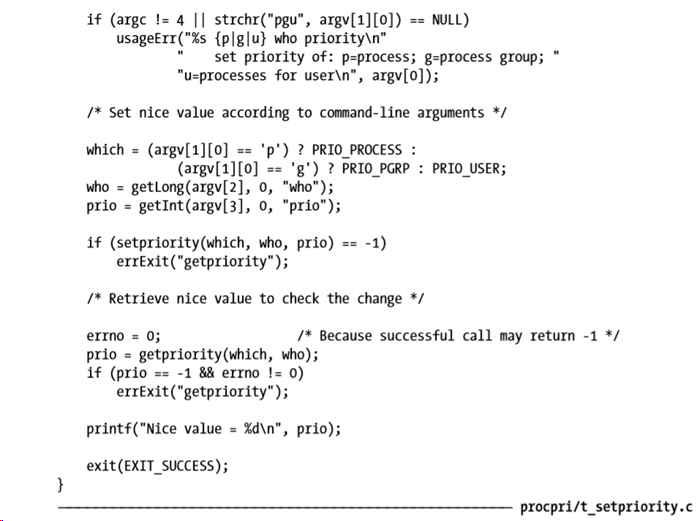 if (argc != 4 || strchr("pgu", argv[1][0]) == NULL)
usageErr("%s {p|g|u} who priority\n"
"    set priority of: p=process; g=process group; "
"u=processes for user\n", argv[0]);
/* Set nice value according to command-line arguments */
which = (argv[1][0] == 'p') ? PRIO_PROCESS :
(argv[1][0] == 'g') ? PRIO_PGRP : PRIO_USER;
who = getLong(argv[2], 0, "who");
prio = getInt(argv[3], 0, "prio");
if (setpriority(which, who, prio) == -1)
errExit("getpriority");
/* Retrieve nice value to check the change */
errno = 0; /* Because successful call may return -1 */
prio = getpriority(which, who);
if (prio == -1 && errno != 0)
errExit("getpriority");
printf("Nice value = %d\n", prio);
exit(EXIT_SUCCESS);
}
procpri/t_setpriority.c